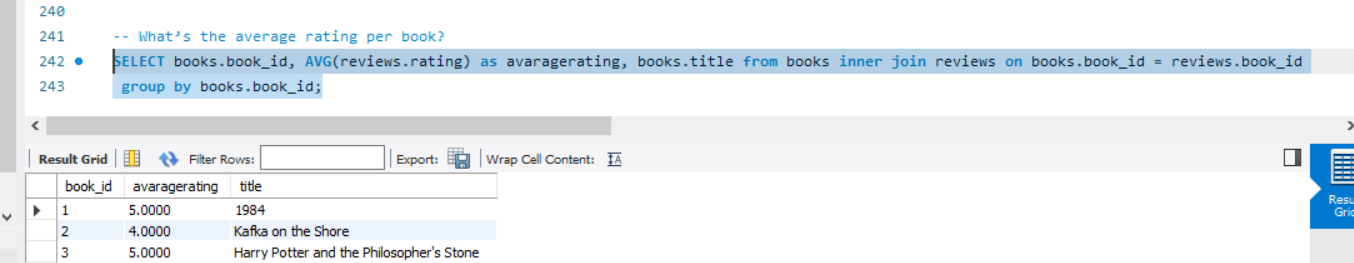 240
241 -- What’s the average rating per book?
242 SELECT books.book_id, AVG(reviews.rating) as avaragerating, books.title from books inner join reviews on books.book_id = reviews.book_id
243 group by books.book_id;
Result Grid Filter Rows: Export: Wrap Cell Content: IA
book_id avaragerating title
1 5.0000 1984
2 4.0000 Kafka on the Shore
3 5.0000 Harry Potter and the Philosopher's Stone